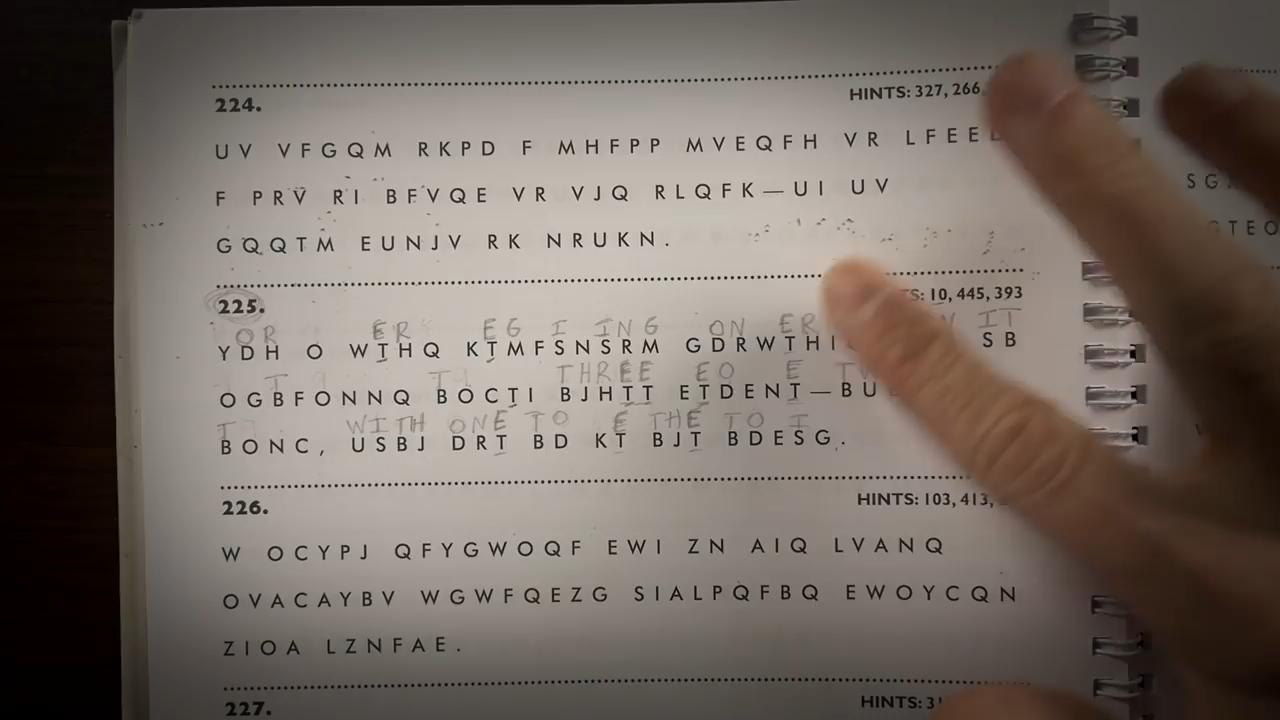 HINTS: 327, 266
224.
UV VFGQM RKPD F MHFPP MVEQFH VR
F PRV RI BFVQE VR VJQ RLQFK—UI UV
GQQTM EUNJV RK NRUKN.
10, 445, 393
225.
OR ER EG I ING ON ER IT
YDH O WTHQ KTMFSNSRM SB
T THREE EO E
OGBFONNQ BOCTI BJHTT ETDENT—
T WITH ONE TO E THE TO I
BONC, USBJ DRT BD KT BJT BDESG.
HINTS: 103, 413,
226.
W OCYPJ QFYGWOQF EWI ZN AIQ LVANQ
OVACAYBV WGWFQEZG SIALPQFBQ EWOYCQN
ZIOA LZNFAE.
HINTS:
227.